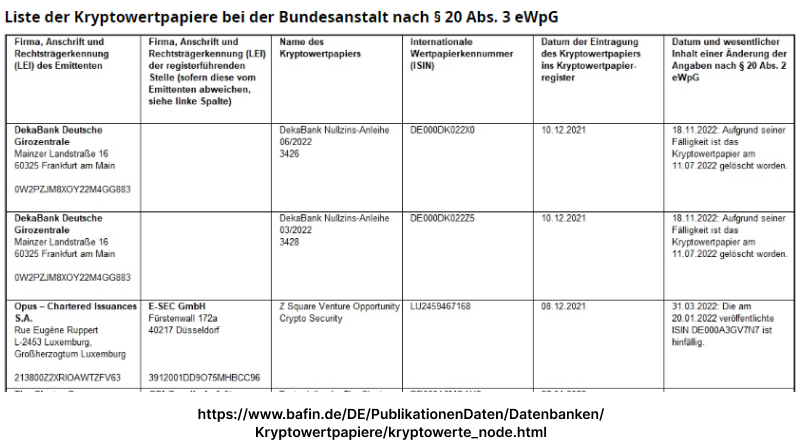 Liste der Kryptowertpapiere bei der Bundesanstalt nach § 20 Abs. 3 eWpG
Firma, Anschrift und
Rechtsträgerkennung
(LEI) des Emittenten
Firma, Anschrift und
Rechtsträgerkennung (LEI)
der registerführenden
Stelle (sofern diese vom
Emittenten abweichen,
siehe linke Spalte)
Name des
Kryptowertpapiers
Internationale
Wertpapierkennnummer
(ISIN)
Datum der Eintragung
des Kryptowertpapiers
ins Kryptowertpapier-
register
Datum und wesentlicher
Inhalt einer Änderung der
Angaben nach § 20 Abs. 2
eWpG
DekaBank Deutsche
Girozentrale
Mainzer Landstraße 16
60325 Frankfurt am Main
0W2PZJM8XOY22M4GG883
DekaBank Nullzins-Anleihe
06/2022
3426
DE000DK022X0
10.12.2021
18.11.2022: Aufgrund seiner
Fälligkeit ist das
Kryptowertpapier am
11.07.2022 gelöscht worden.
DekaBank Deutsche
Girozentrale
Mainzer Landstraße 16
60325 Frankfurt am Main
0W2PZJM8XOY22M4GG883
DekaBank Nullzins-Anleihe
03/2022
3428
DE000DK022Z5
10.12.2021
18.11.2022: Aufgrund seiner
Fälligkeit ist das
Kryptowertpapier am
11.07.2022 gelöscht worden.
Opus – Chartered Issuances
S.A.
Rue Eugène Ruppert
L-2453 Luxemburg,
Großherzogtum Luxemburg
213800Z2XRIOAWTZFV63
E-SEC GmbH
Fürstenwall 172a
40217 Düsseldorf
3912001DD9O75MHBCC96
Z Square Venture Opportunity
Crypto Security
LU2459467168
08.12.2021
31.03.2022: Die am
20.01.2022 veröffentlichte
ISIN DE000A3GV7N7 ist
hinfällig.
https://www.bafin.de/DE/PublikationenDaten/Datenbanken/
Kryptowertpapiere/kryptowerte_node.html